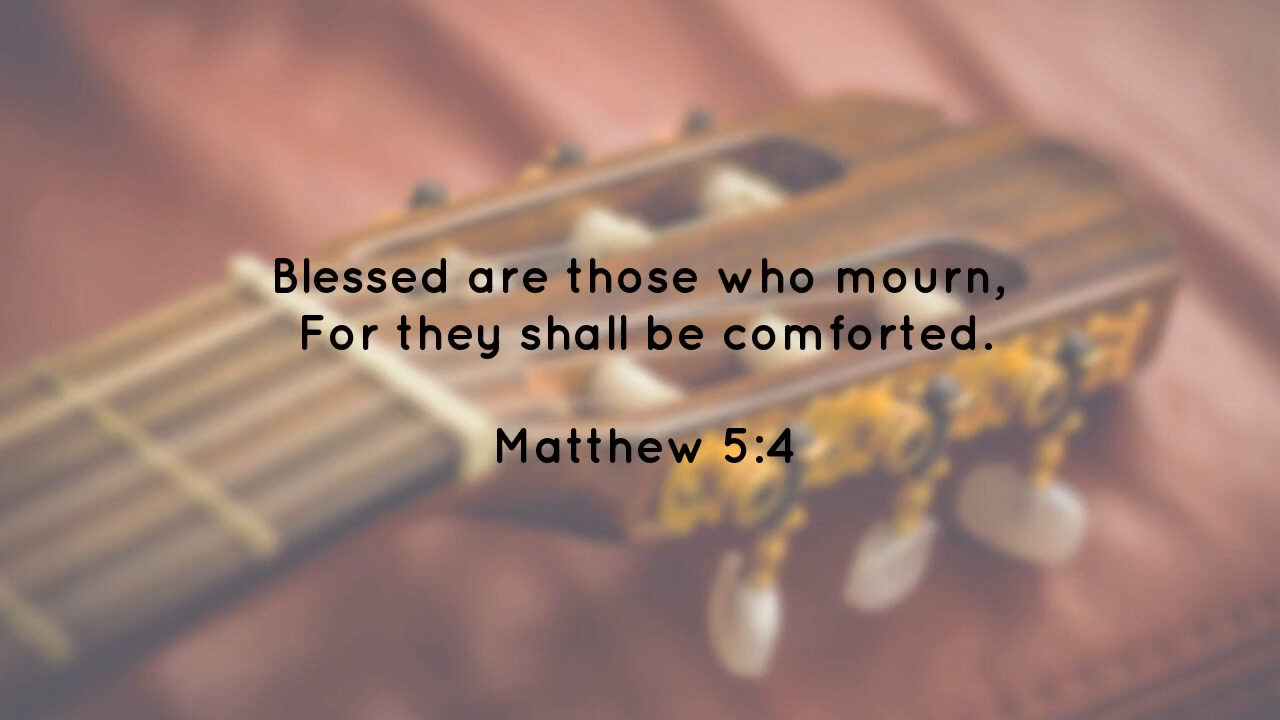 Blessed are those who mourn,
For they shall be comforted.
Matthew 5:4